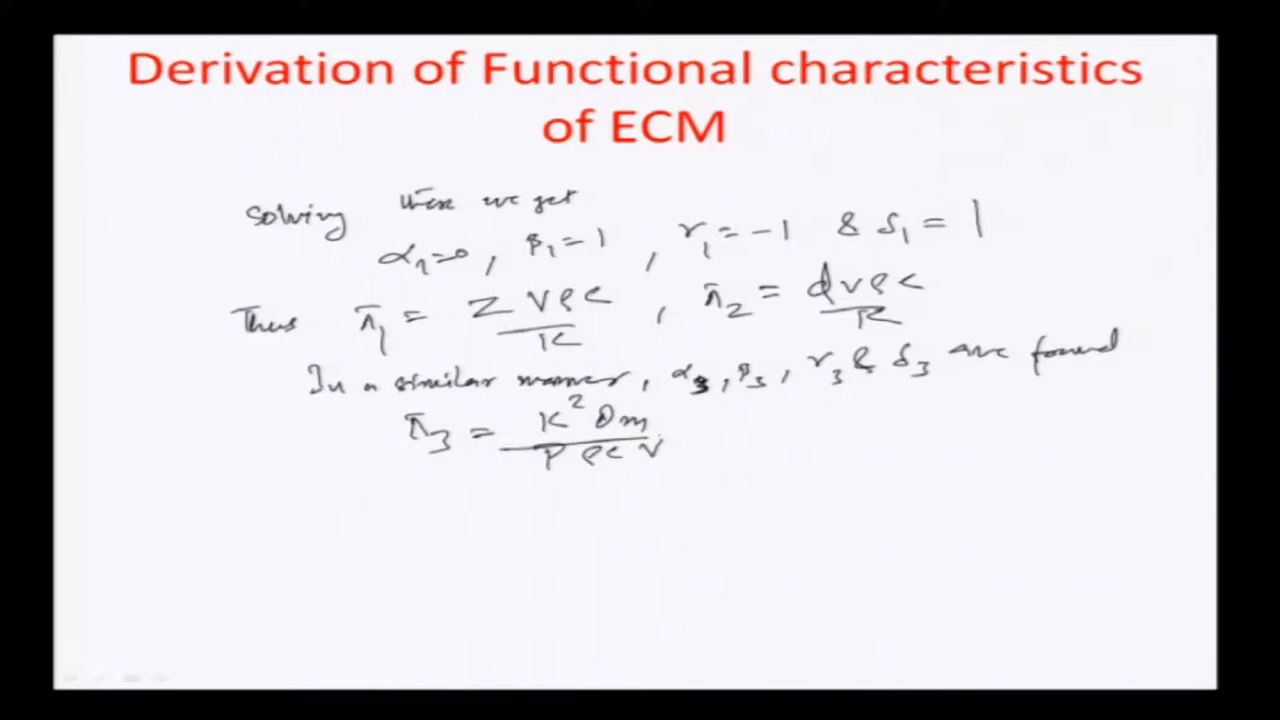 Derivation of Functional characteristics
of ECM
Solving these we get
α₁=0, β₁=1, γ₁=-1 & δ₁=1
Thus π₁ = ZVρC/K, π₂ = dVρC/K
In a similar manner, α₃, β₃, γ₃ & δ₃ are found
π₃ = K²θm/PρCV